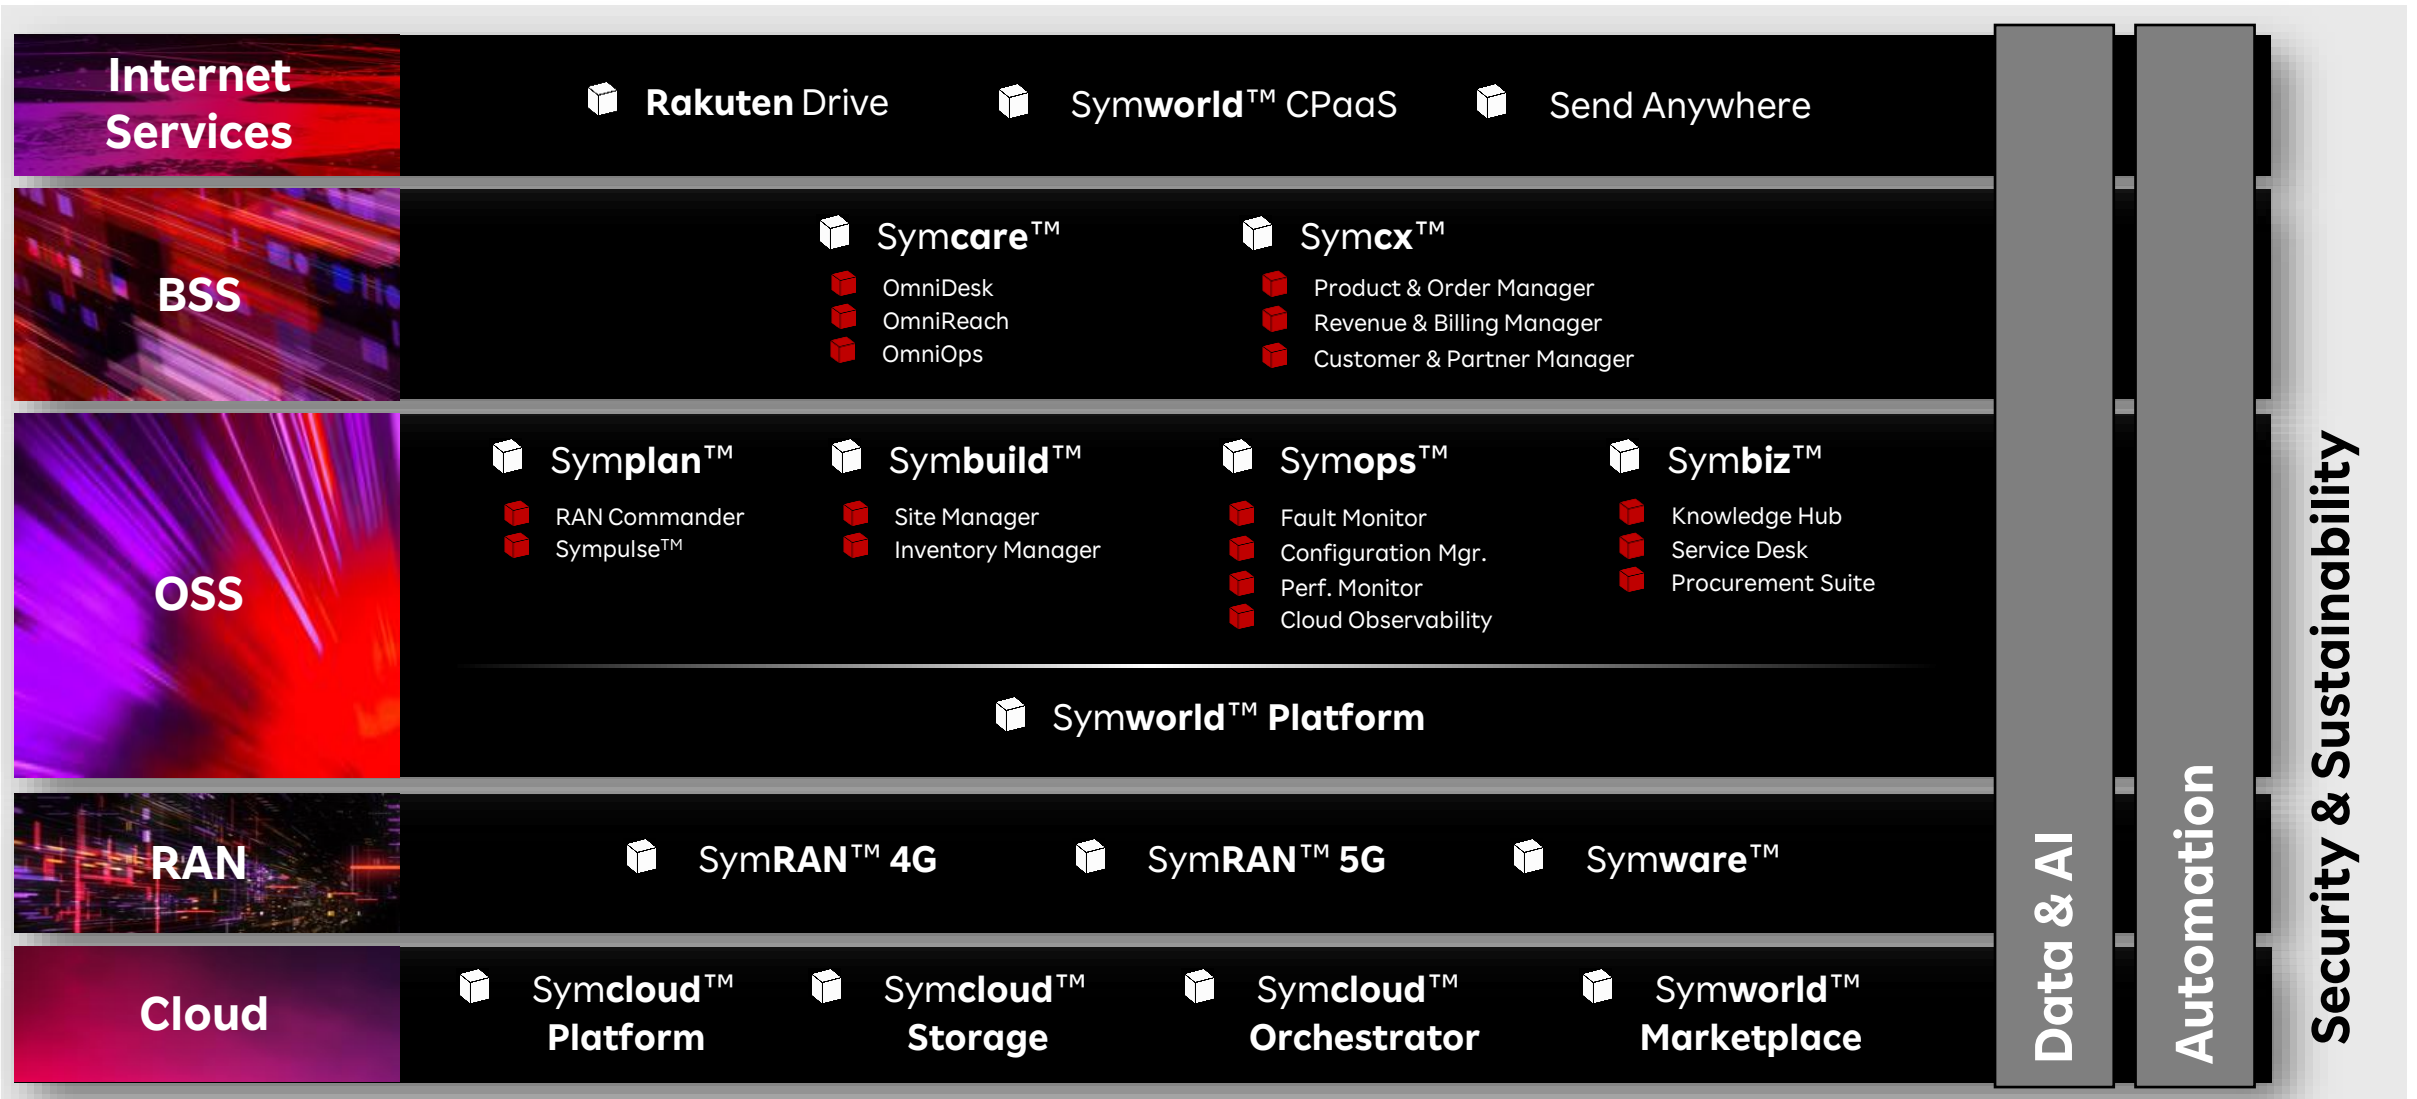 Internet
Services
Rakuten Drive
Symworld™ CPaaS
Send Anywhere
BSS
Symcare™
OmniDesk
OmniReach
OmniOps
Symcx™
Product & Order Manager
Revenue & Billing Manager
Customer & Partner Manager
OSS
Symplan™
RAN Commander
Sympulse™
Symbuild™
Site Manager
Inventory Manager
Symops™
Fault Monitor
Configuration Mgr.
Perf. Monitor
Cloud Observability
Symbiz™
Knowledge Hub
Service Desk
Procurement Suite
Symworld™ Platform
RAN
SymRAN™ 4G
SymRAN™ 5G
Symware™
Cloud
Symcloud™
Platform
Symcloud™
Storage
Symcloud™
Orchestrator
Symworld™
Marketplace
Data & AI
Automation
Security & Sustainability